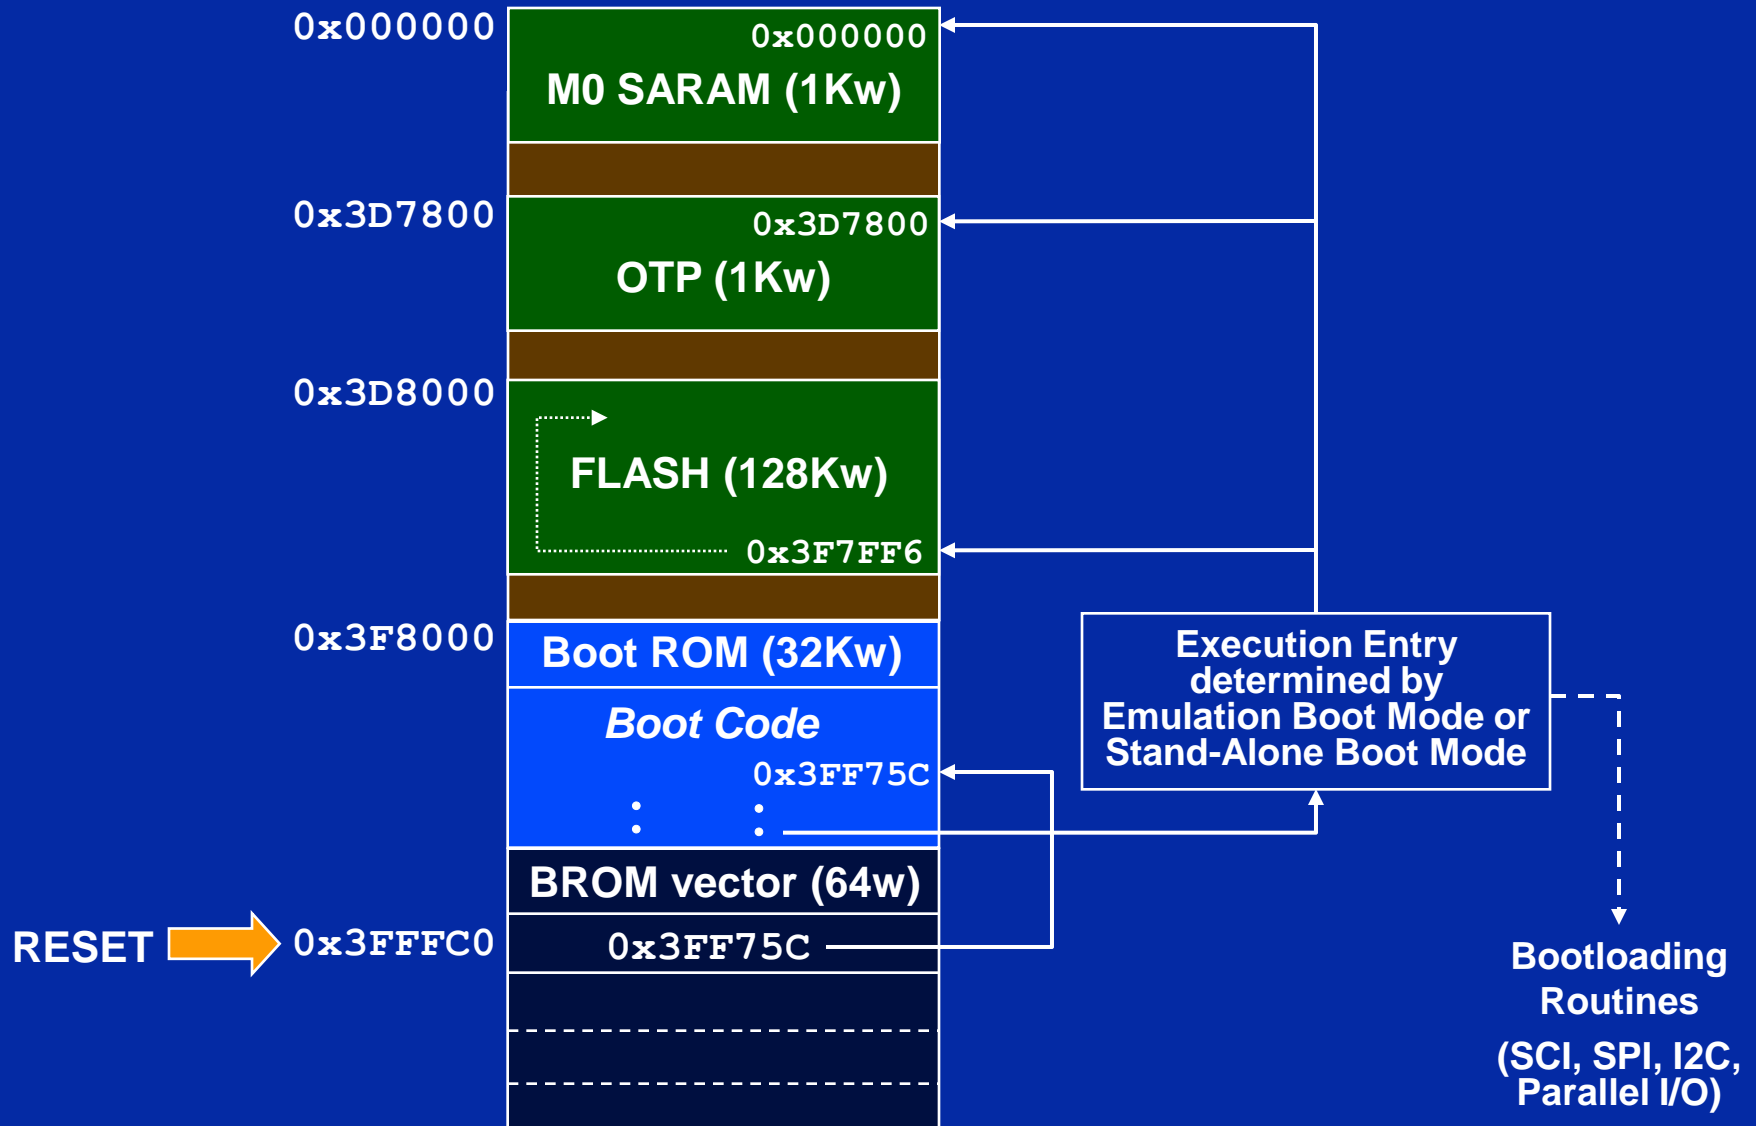 0x000000
0x000000
M0 SARAM (1Kw)
0x3D7800
0x3D7800
OTP (1Kw)
0x3D8000
FLASH (128Kw)
0x3F7FF6
0x3F8000
Boot ROM (32Kw)
Boot Code
0x3FF75C
: :
BROM vector (64w)
RESET
0x3FFFC0
0x3FF75C
Execution Entry
determined by
Emulation Boot Mode or
Stand-Alone Boot Mode
Bootloading
Routines
(SCI, SPI, I2C,
Parallel I/O)